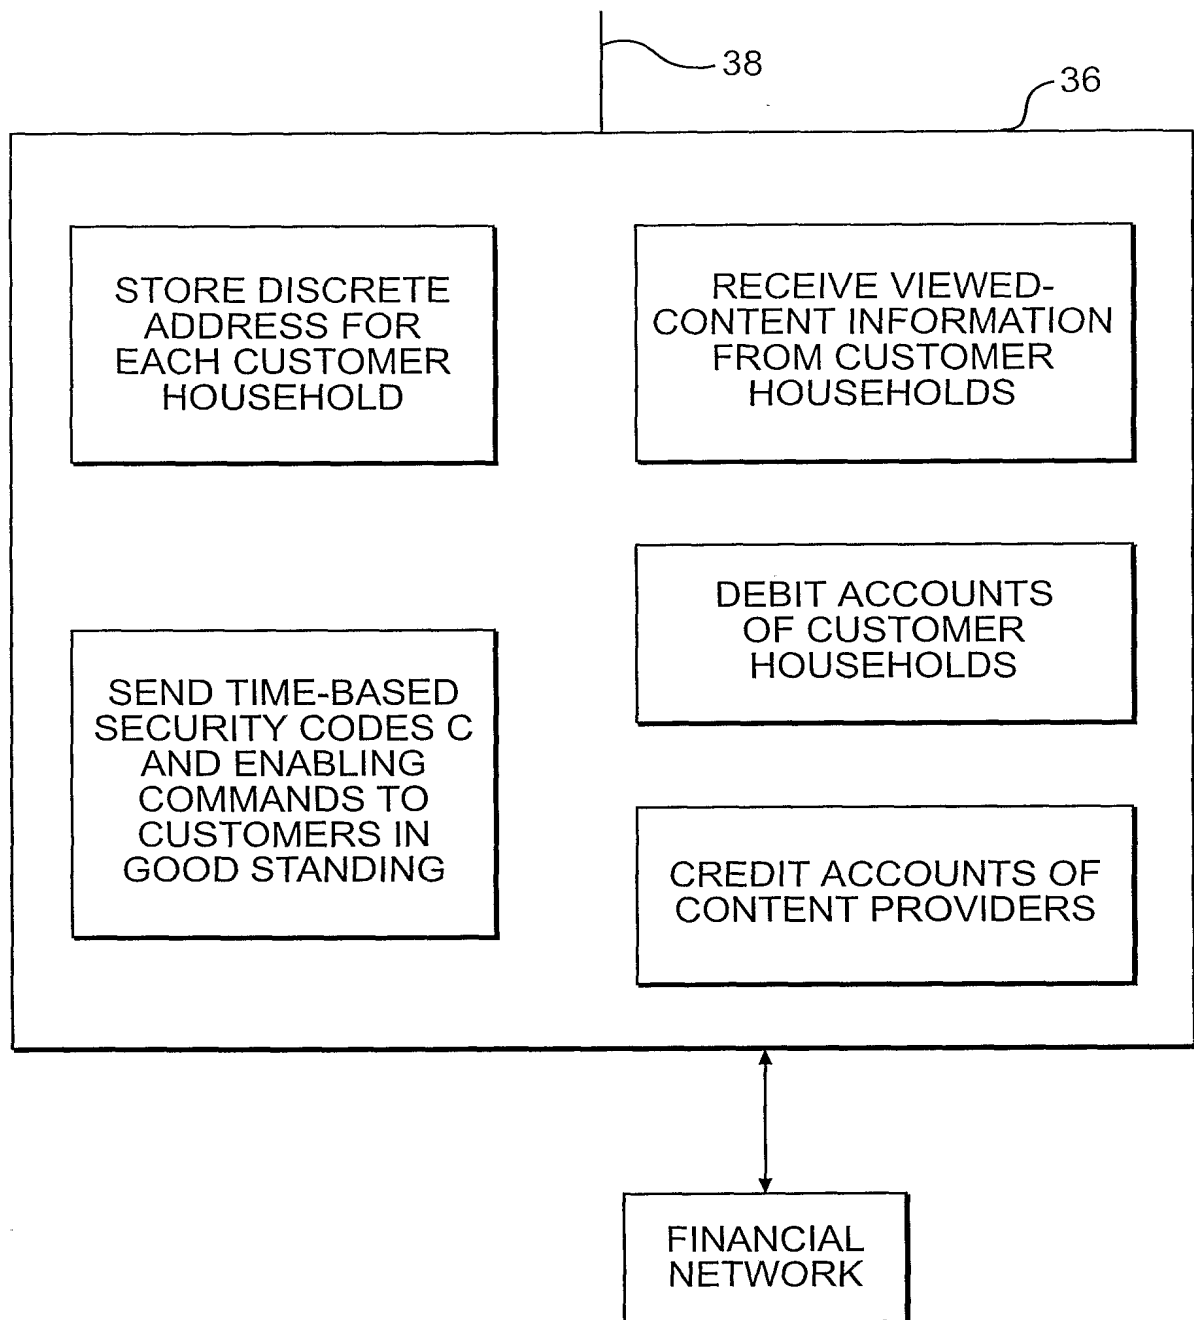 38
36
STORE DISCRETE
ADDRESS FOR
EACH CUSTOMER
HOUSEHOLD
RECEIVE VIEWED-
CONTENT INFORMATION
FROM CUSTOMER
HOUSEHOLDS
DEBIT ACCOUNTS
OF CUSTOMER
HOUSEHOLDS
SEND TIME-BASED
SECURITY CODES C
AND ENABLING
COMMANDS TO
CUSTOMERS IN
GOOD STANDING
CREDIT ACCOUNTS OF
CONTENT PROVIDERS
FINANCIAL
NETWORK